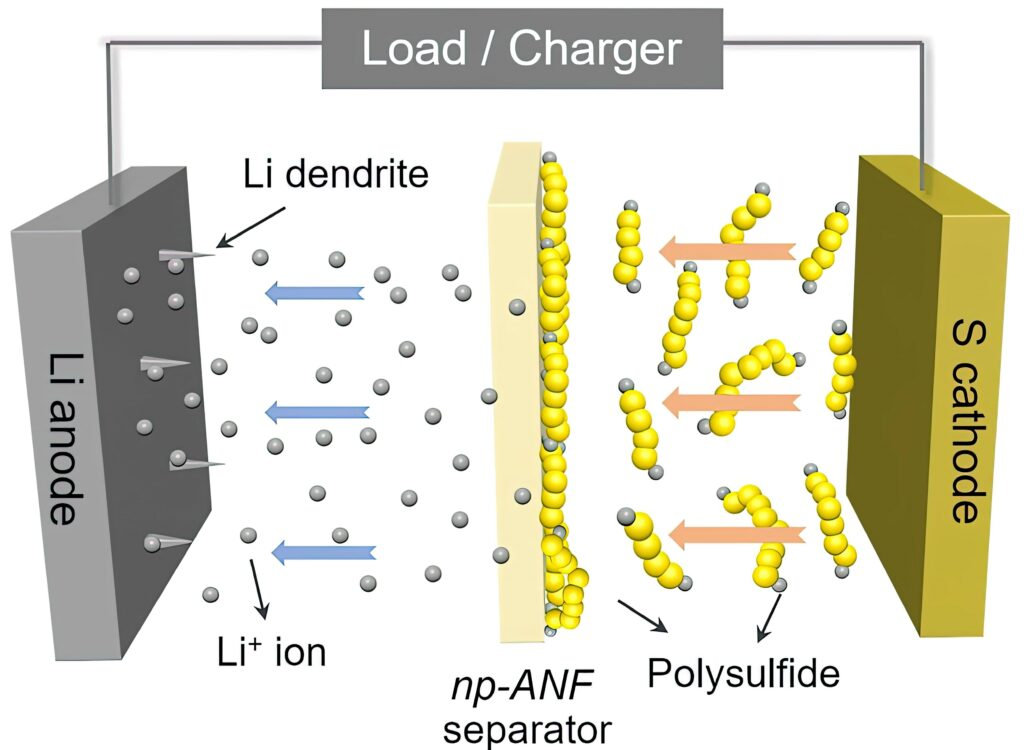 Load / Charger
Li dendrite
Li anode
S cathode
Li⁺ ion
Polysulfide
np-ANF
separator